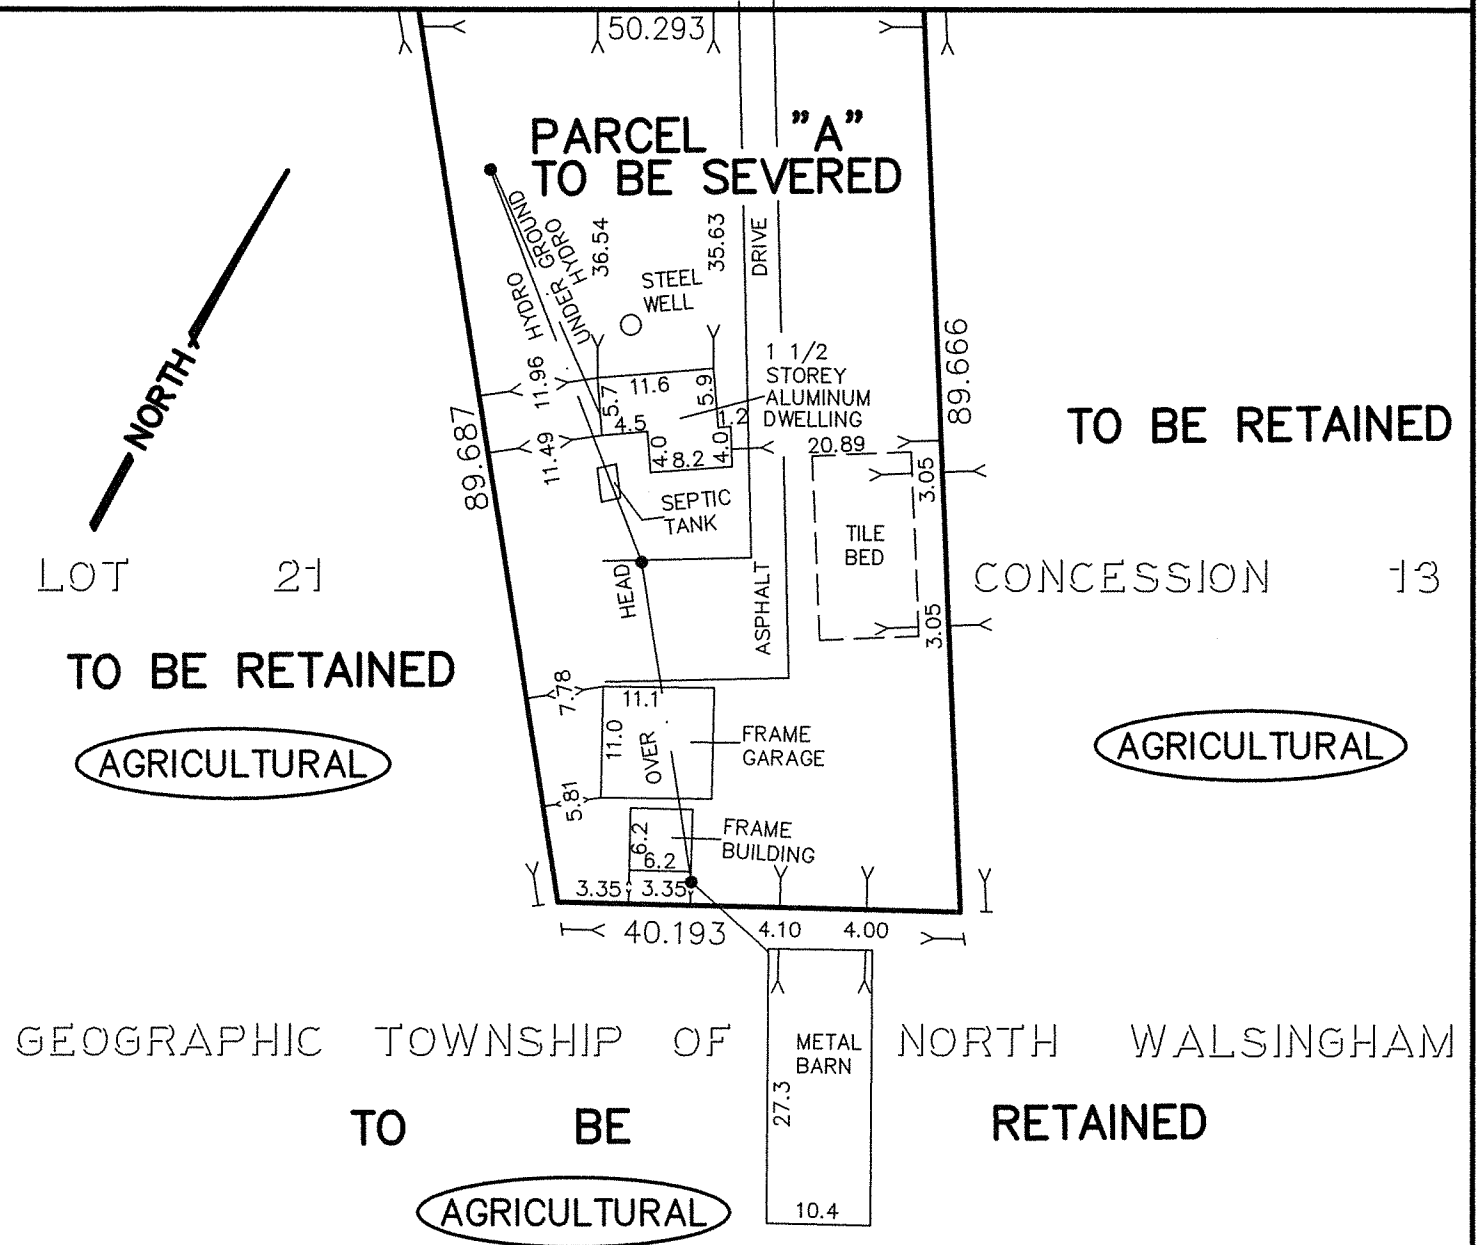 50.293
PARCEL "A"
TO BE SEVERED
HYDRO
UNDER GROUND
HYDRO
36.54
35.63
DRIVE
STEEL
WELL
NORTH
11.96
11.6
5.7
5.9
1 1/2
STOREY
ALUMINUM
DWELLING
89.666
89.687
4.5
1.2
11.49
4.0
8.2
4.0
20.89
TO BE RETAINED
3.05
SEPTIC
TANK
TILE
BED
LOT 21
CONCESSION 13
HEAD
ASPHALT
3.05
TO BE RETAINED
7.78
11.1
11.0
OVER
FRAME
GARAGE
AGRICULTURAL
AGRICULTURAL
5.81
6.2
6.2
FRAME
BUILDING
3.35
3.35
40.193
4.10
4.00
GEOGRAPHIC TOWNSHIP OF NORTH WALSINGHAM
METAL
BARN
27.3
TO BE RETAINED
10.4
AGRICULTURAL